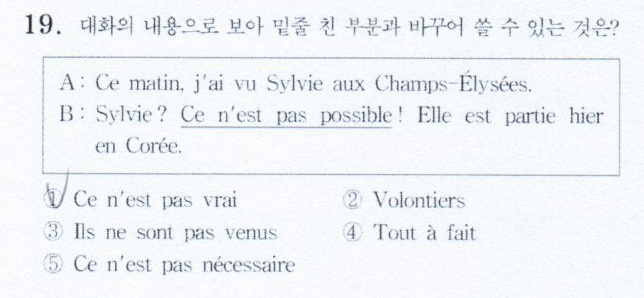 19. 대화의 내용으로 보아 밑줄 친 부분과 바꾸어 쓸 수 있는 것은?
A : Ce matin, j'ai vu Sylvie aux Champs-Élysées.
B : Sylvie ? Ce n'est pas possible ! Elle est partie hier
en Corée.
① Ce n'est pas vrai ② Volontiers
③ Ils ne sont pas venus ④ Tout à fait
⑤ Ce n'est pas nécessaire